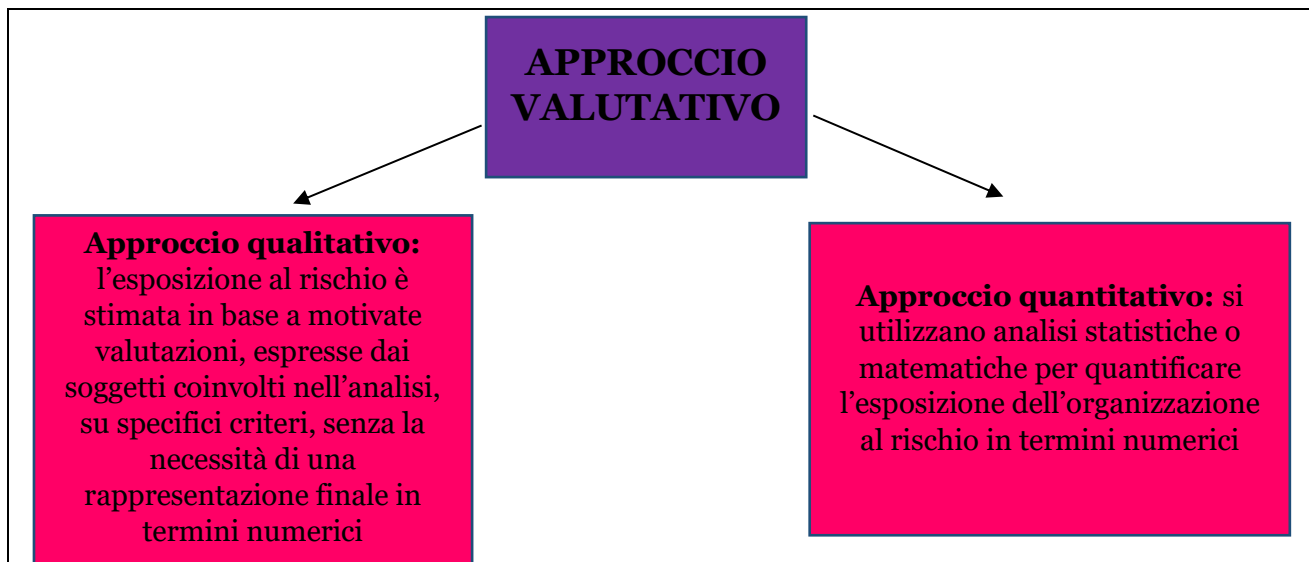 APPROCCIO
VALUTATIVO
Approccio qualitativo:
l’esposizione al rischio è
stimata in base a motivate
valutazioni, espresse dai
soggetti coinvolti nell’analisi,
su specifici criteri, senza la
necessità di una
rappresentazione finale in
termini numerici
Approccio quantitativo: si
utilizzano analisi statistiche o
matematiche per quantificare
l’esposizione dell’organizzazione
al rischio in termini numerici